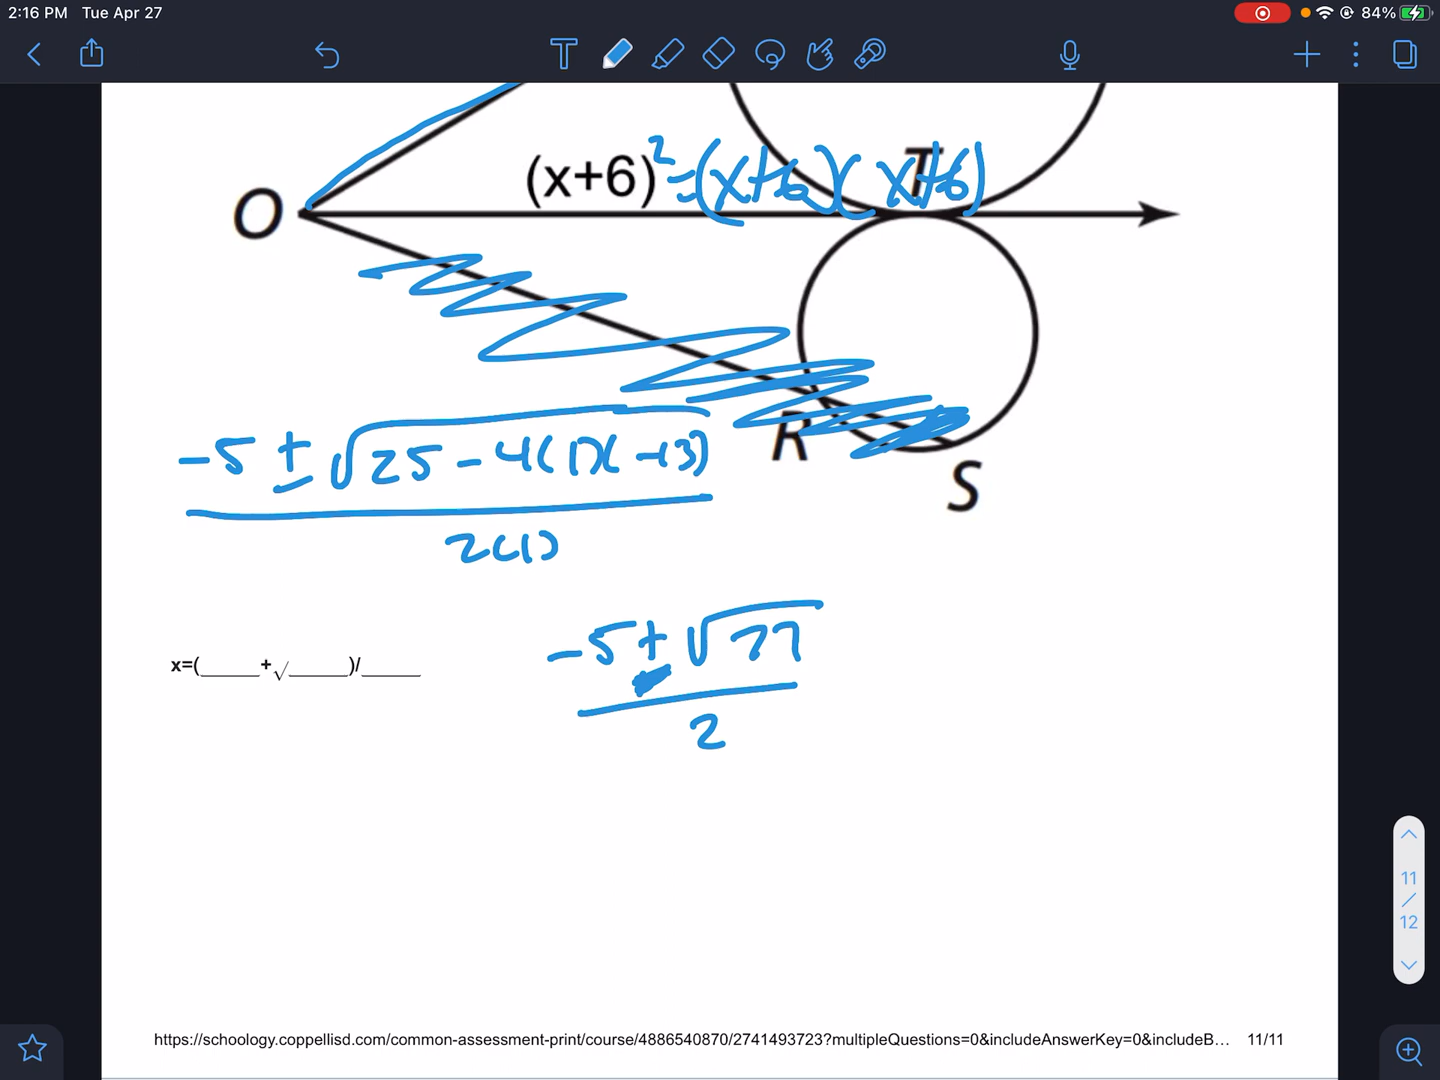 2:16 PM Tue Apr 27
84%
T
(x+6)² = (x+6)(x+6)
T
O
R
S
-5 ± √25 - 4(1)(-13)
2(1)
-5 ± √77
2
x=(_____+√_____)/_____
11
/
12
https://schoology.coppellisd.com/common-assessment-print/course/4886540870/2741493723?multipleQuestions=0&includeAnswerKey=0&includeB... 11/11